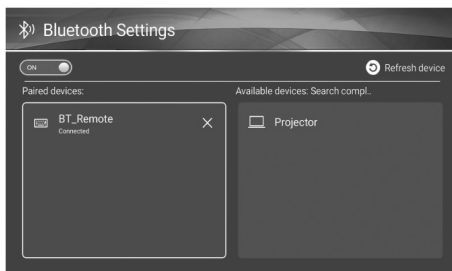 Bluetooth Settings
ON
Refresh device
Paired devices:
Available devices: Search compl..
BT_Remote
Connected
Projector